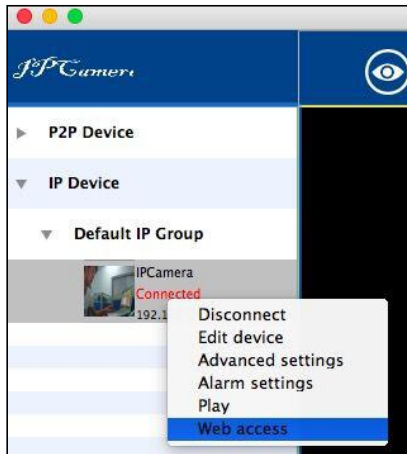 P2P Device
IP Device
Default IP Group
IPCamera
Connected
192.1
Disconnect
Edit device
Advanced settings
Alarm settings
Play
Web access